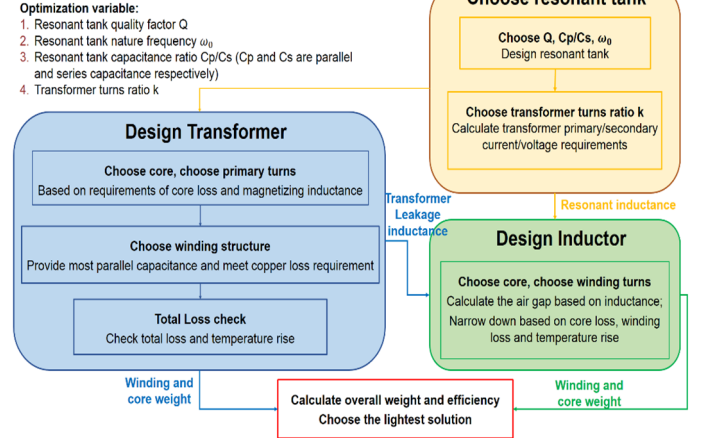 Optimization variable:
1. Resonant tank quality factor Q
2. Resonant tank nature frequency ω0
3. Resonant tank capacitance ratio Cp/Cs (Cp and Cs are parallel
and series capacitance respectively)
4. Transformer turns ratio k
Choose resonant tank
Choose Q, Cp/Cs, ω0
Design resonant tank
Choose transformer turns ratio k
Calculate transformer primary/secondary
current/voltage requirements
Design Transformer
Choose core, choose primary turns
Based on requirements of core loss and magnetizing inductance
Choose winding structure
Provide most parallel capacitance and meet copper loss requirement
Total Loss check
Check total loss and temperature rise
Transformer
Leakage
inductance
Resonant inductance
Design Inductor
Choose core, choose winding turns
Calculate the air gap based on inductance;
Narrow down based on core loss, winding
loss and temperature rise
Winding and
core weight
Calculate overall weight and efficiency
Choose the lightest solution
Winding and
core weight